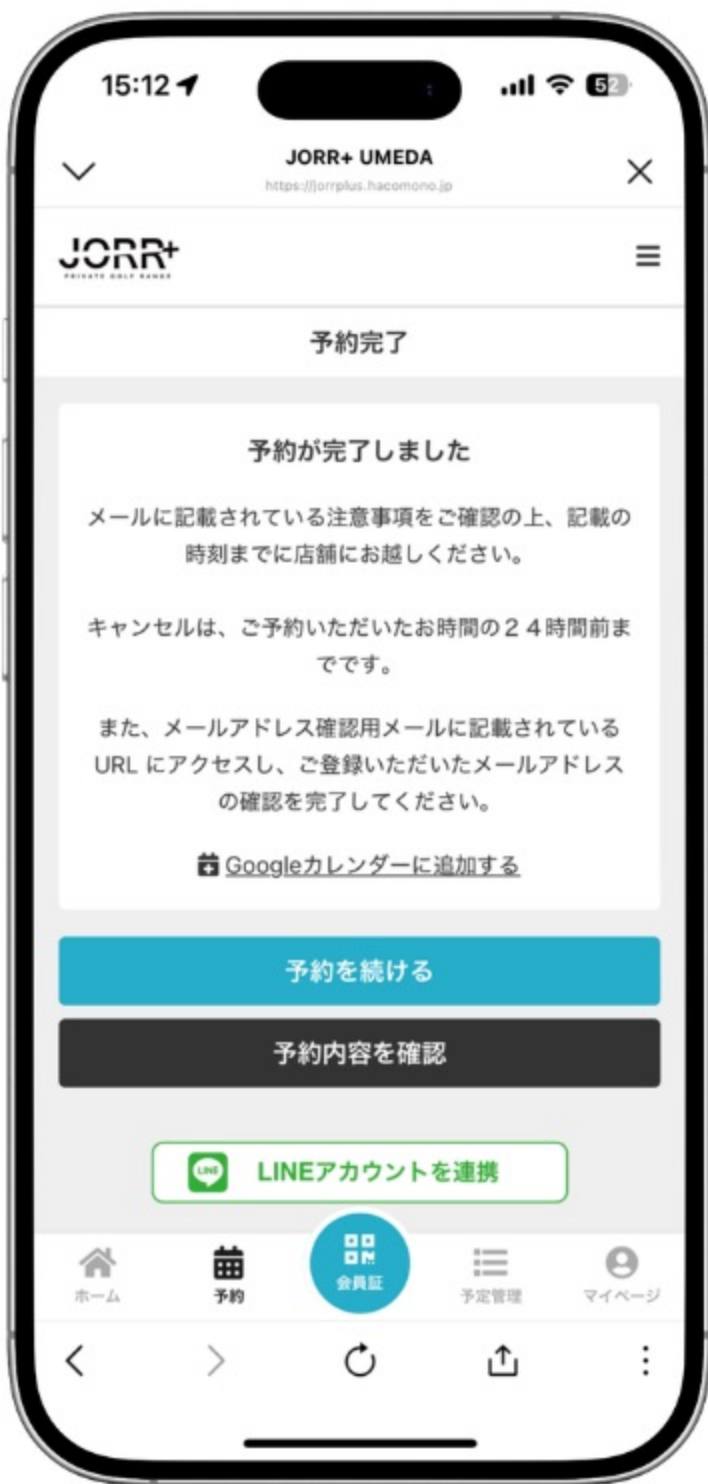 15:12
52
JORR+ UMEDA
https://jorrplus.hacomono.jp
JORR+
PRIVATE GOLF RANGE
予約完了
予約が完了しました
メールに記載されている注意事項をご確認の上、記載の
時刻までに店舗にお越しください。
キャンセルは、ご予約いただいたお時間の２４時間前ま
でです。
また、メールアドレス確認用メールに記載されている
URL にアクセスし、ご登録いただいたメールアドレス
の確認を完了してください。
Googleカレンダーに追加する
予約を続ける
予約内容を確認
LINE LINEアカウントを連携
ホーム 予約 会員証 予定管理 マイページ